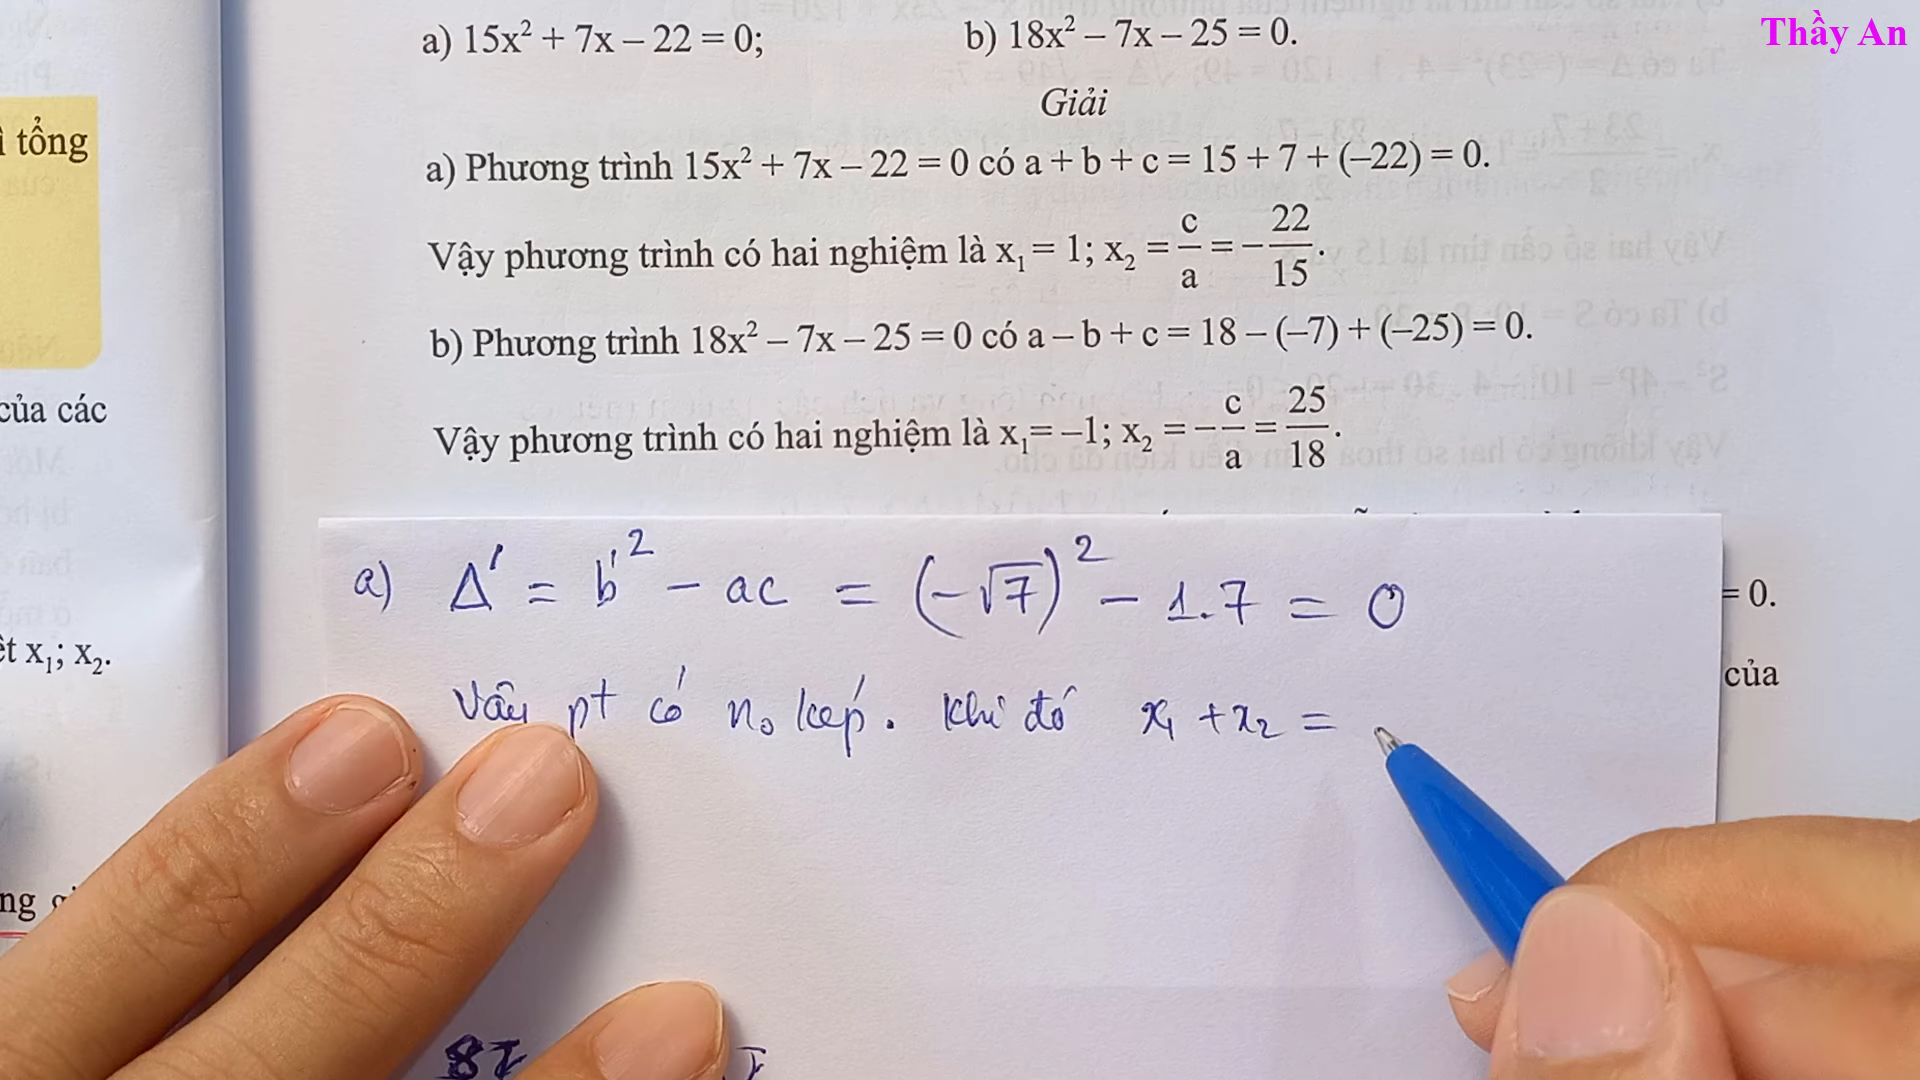 Thầy An
a) 15x² + 7x – 22 = 0; b) 18x² – 7x – 25 = 0.
Giải
a) Phương trình 15x² + 7x – 22 = 0 có a + b + c = 15 + 7 + (–22) = 0.
Vậy phương trình có hai nghiệm là x₁ = 1; x₂ = c/a = –22/15.
b) Phương trình 18x² – 7x – 25 = 0 có a – b + c = 18 – (–7) + (–25) = 0.
Vậy phương trình có hai nghiệm là x₁= –1; x₂ = –c/a = 25/18.
tổng
của các
x₁; x₂.
a) Δ' = b'² – ac = (–√7)² – 1.7 = 0
Vậy pt có n₀ kép. Khi đó x₁ + x₂ =
= 0.
của